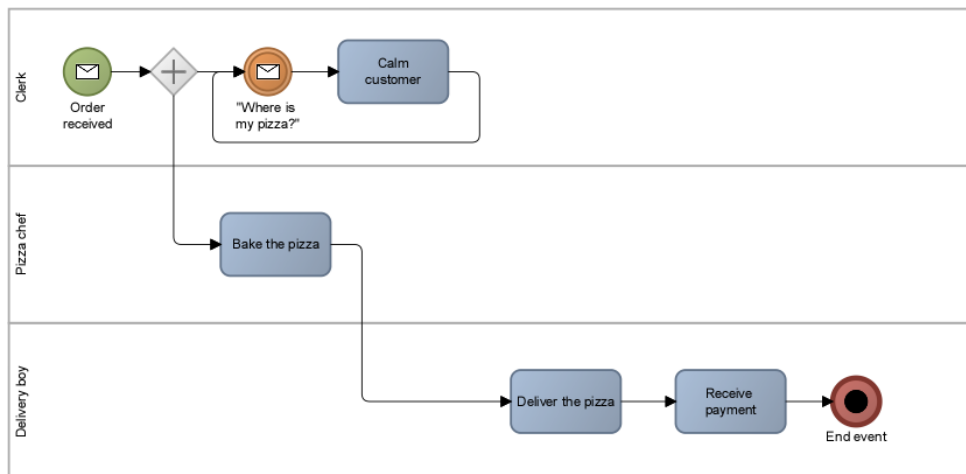 Clerk
Order
received
"Where is
my pizza?"
Calm
customer
Pizza chef
Bake the pizza
Delivery boy
Deliver the pizza
Receive
payment
End event